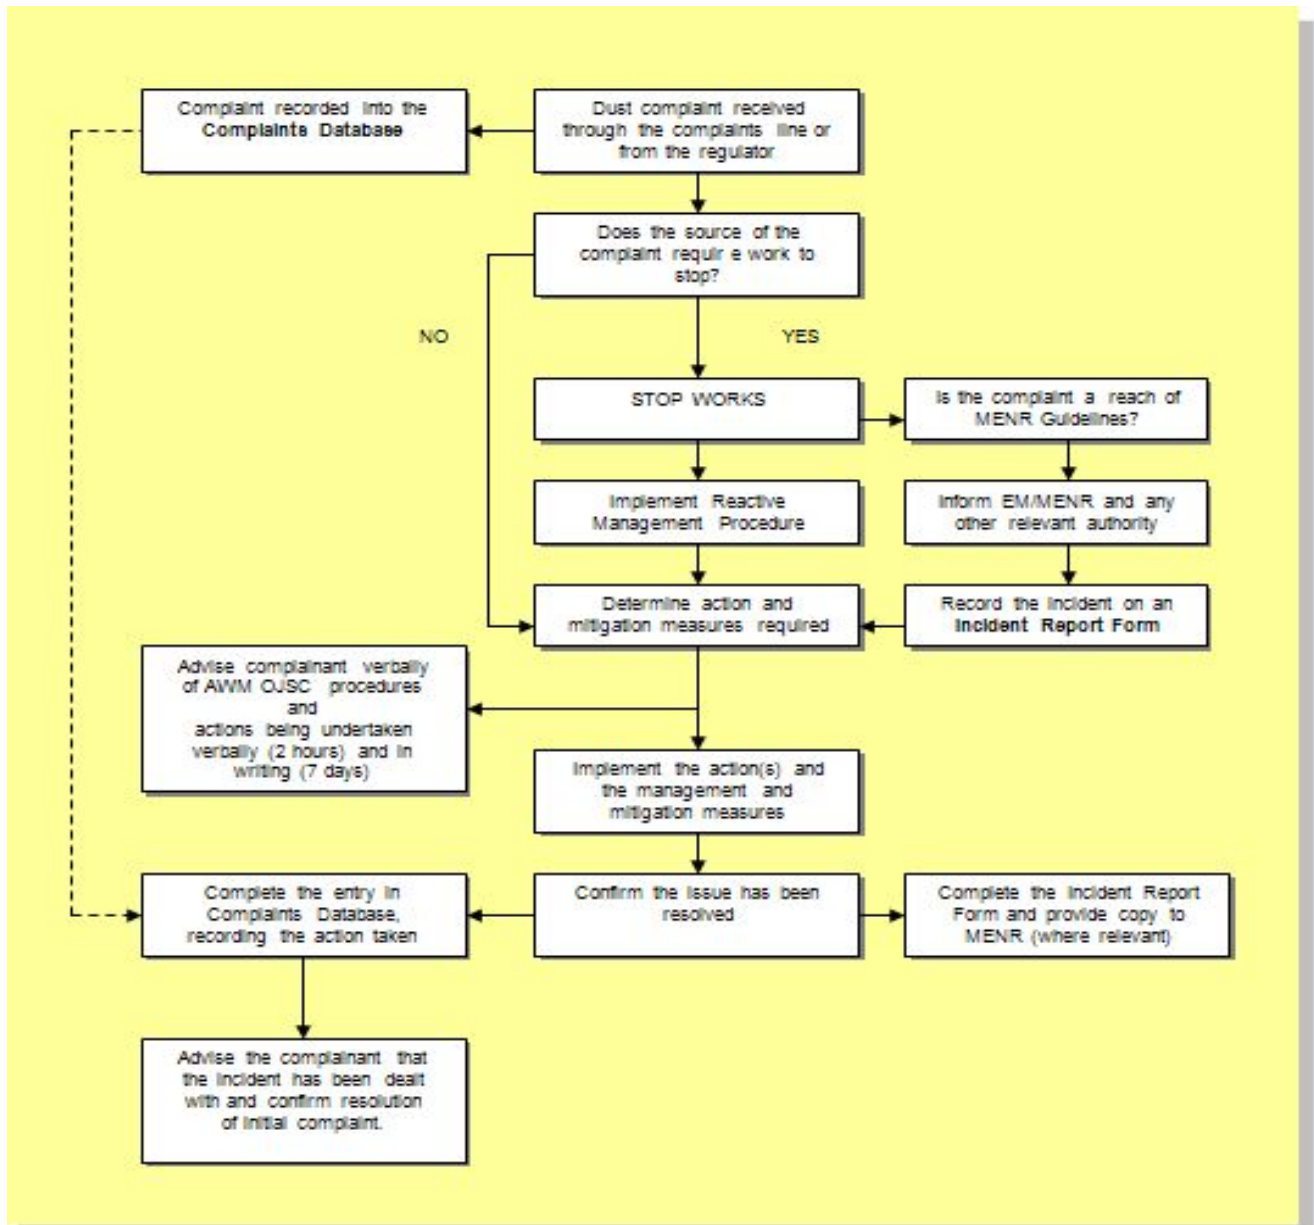 Complaint recorded into the
Complaints Database
Dust complaint received
through the complaints line or
from the regulator
Does the source of the
complaint requir e work to
stop?
NO
YES
STOP WORKS
Is the complaint a reach of
MENR Guidelines?
Implement Reactive
Management Procedure
Inform EM/MENR and any
other relevant authority
Determine action and
mitigation measures required
Record the incident on an
Incident Report Form
Advise complainant verbally
of AWM OJSC procedures
and
actions being undertaken
verbally (2 hours) and in
writing (7 days)
Implement the action(s) and
the management and
mitigation measures
Complete the entry in
Complaints Database,
recording the action taken
Confirm the issue has been
resolved
Complete the Incident Report
Form and provide copy to
MENR (where relevant)
Advise the complainant that
the incident has been dealt
with and confirm resolution
of initial complaint.